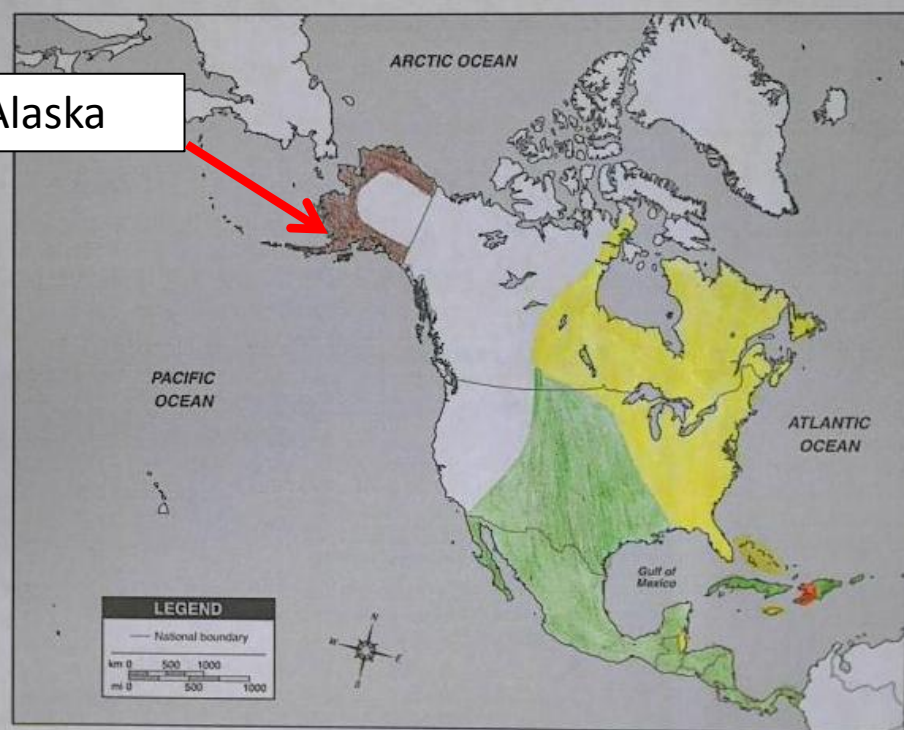 ARCTIC OCEAN
Alaska
PACIFIC
OCEAN
ATLANTIC
OCEAN
Gulf of
Mexico
LEGEND
National boundary
km 0 500 1000
mi 0 500 1000
N
W
E
S